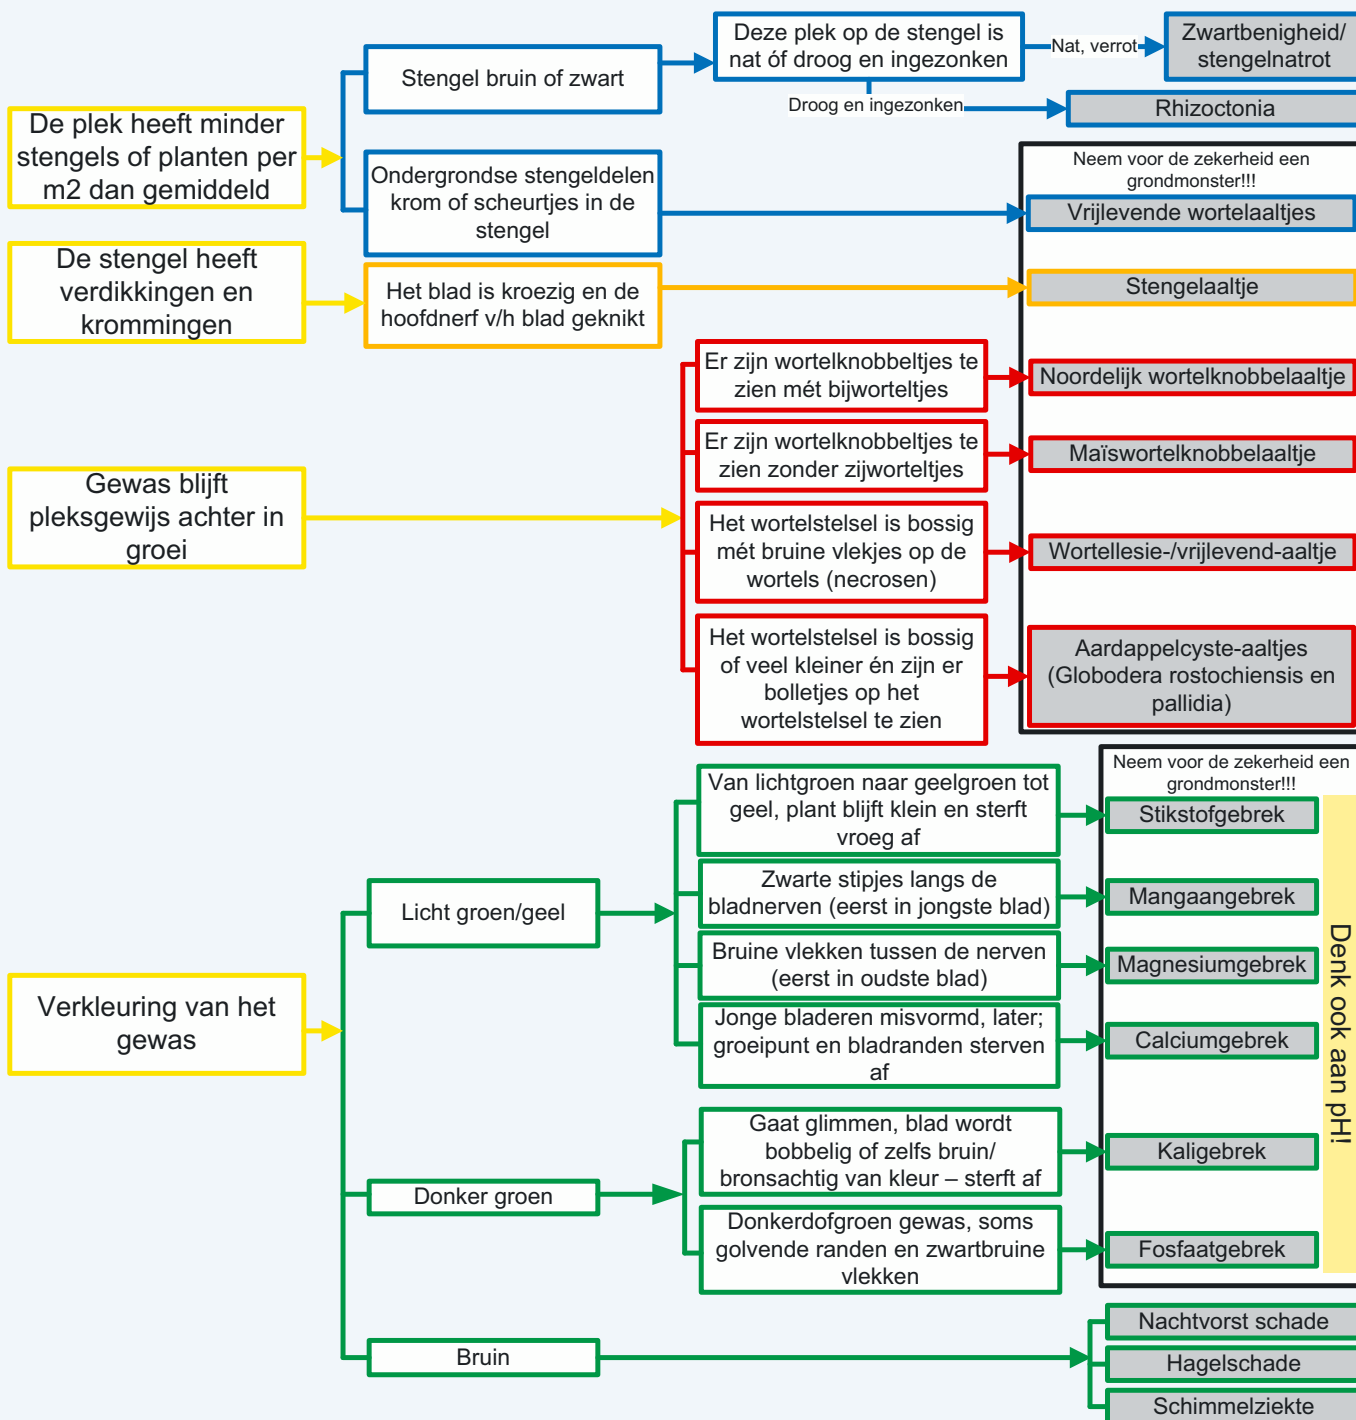 De plek heeft minder
stengels of planten per
m2 dan gemiddeld
Stengel bruin of zwart
Deze plek op de stengel is
nat óf droog en ingezonken
Nat, verrot
Zwartbenigheid/
stengelnatrot
Droog en ingezonken
Rhizoctonia
Ondergrondse stengeldelen
krom of scheurtjes in de
stengel
Neem voor de zekerheid een
grondmonster!!!
Vrijlevende wortelaaltjes
De stengel heeft
verdikkingen en
krommingen
Het blad is kroezig en de
hoofdnerf v/h blad geknikt
Stengelaaltje
Gewas blijft
pleksgewijs achter in
groei
Er zijn wortelknobbeltjes te
zien mét bijworteltjes
Noordelijk wortelknobbelaaltje
Er zijn wortelknobbeltjes te
zien zonder zijworteltjes
Maïswortelknobbelaaltje
Het wortelstelsel is bossig
mét bruine vlekjes op de
wortels (necrosen)
Wortellesie-/vrijlevend-aaltje
Het wortelstelsel is bossig
of veel kleiner én zijn er
bolletjes op het
wortelstelsel te zien
Aardappelcyste-aaltjes
(Globodera rostochiensis en
pallidia)
Verkleuring van het
gewas
Licht groen/geel
Van lichtgroen naar geelgroen tot
geel, plant blijft klein en sterft
vroeg af
Neem voor de zekerheid een
grondmonster!!!
Stikstofgebrek
Zwarte stipjes langs de
bladnerven (eerst in jongste blad)
Mangaangebrek
Bruine vlekken tussen de nerven
(eerst in oudste blad)
Magnesiumgebrek
Jonge bladeren misvormd, later;
groeipunt en bladranden sterven
af
Calciumgebrek
Denk ook aan pH!
Donker groen
Gaat glimmen, blad wordt
bobbelig of zelfs bruin/
bronsachtig van kleur – sterft af
Kaligebrek
Donkerdofgroen gewas, soms
golvende randen en zwartbruine
vlekken
Fosfaatgebrek
Bruin
Nachtvorst schade
Hagelschade
Schimmelziekte